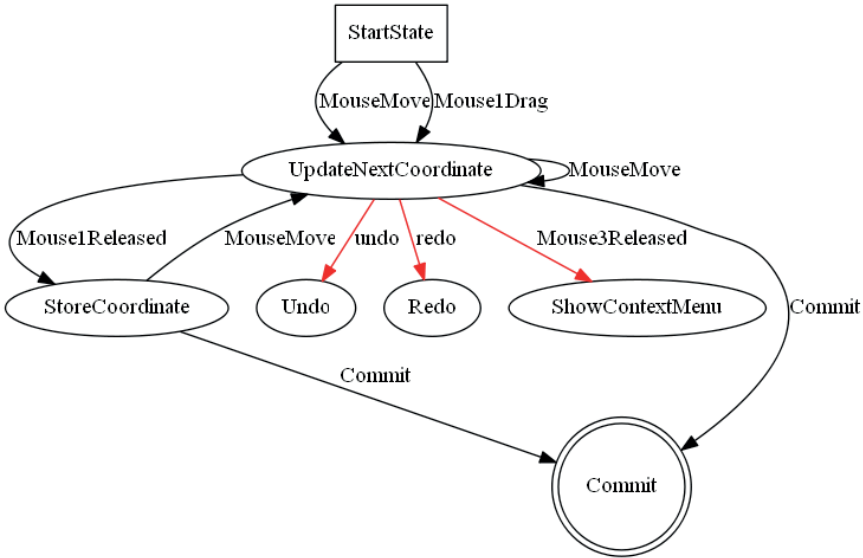 StartState
MouseMove
Mouse1Drag
UpdateNextCoordinate
MouseMove
Mouse1Released
MouseMove
undo
redo
Mouse3Released
StoreCoordinate
Undo
Redo
ShowContextMenu
Commit
Commit
Commit